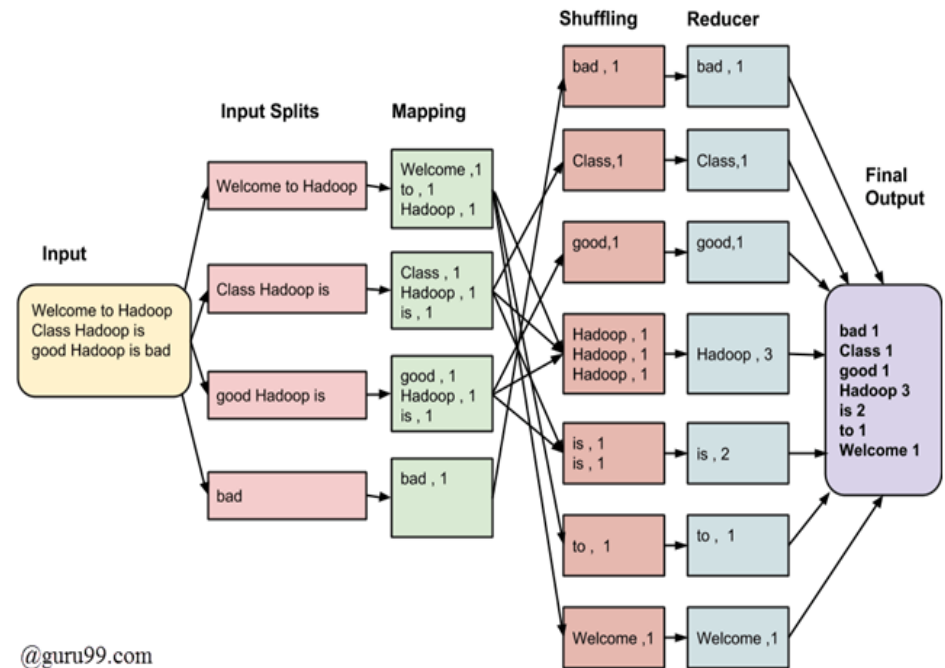 Shuffling
Reducer
Input Splits
Mapping
Final
Output
Input
Welcome to Hadoop
Class Hadoop is
good Hadoop is bad
Welcome to Hadoop
Class Hadoop is
good Hadoop is
bad
Welcome ,1
to , 1
Hadoop , 1
Class , 1
Hadoop , 1
is , 1
good , 1
Hadoop , 1
is , 1
bad , 1
bad , 1
Class,1
good,1
Hadoop , 1
Hadoop , 1
Hadoop , 1
is , 1
is , 1
to , 1
Welcome ,1
bad , 1
Class,1
good,1
Hadoop , 3
is , 2
to , 1
Welcome ,1
bad 1
Class 1
good 1
Hadoop 3
is 2
to 1
Welcome 1
@guru99.com